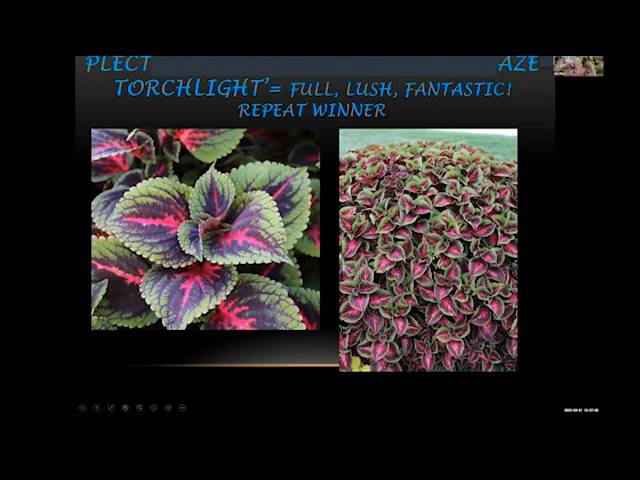 PLECT AZE
TORCHLIGHT'= FULL, LUSH, FANTASTIC!
REPEAT WINNER